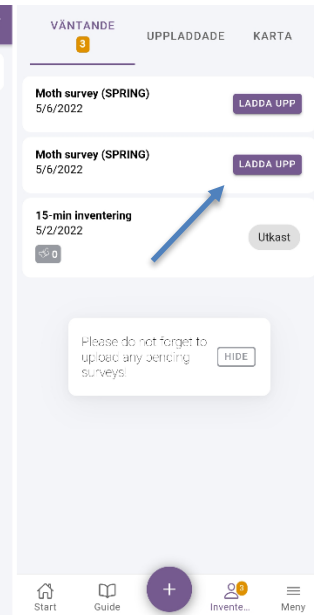 VÄNTANDE
3
UPPLADDADE
KARTA
Moth survey (SPRING)
5/6/2022
LADDA UPP
Moth survey (SPRING)
5/6/2022
LADDA UPP
15-min inventering
5/2/2022
0
Utkast
Please do not forget to
upload any pending
surveys!
HIDE
Start
Guide
+
3
Invente...
Meny